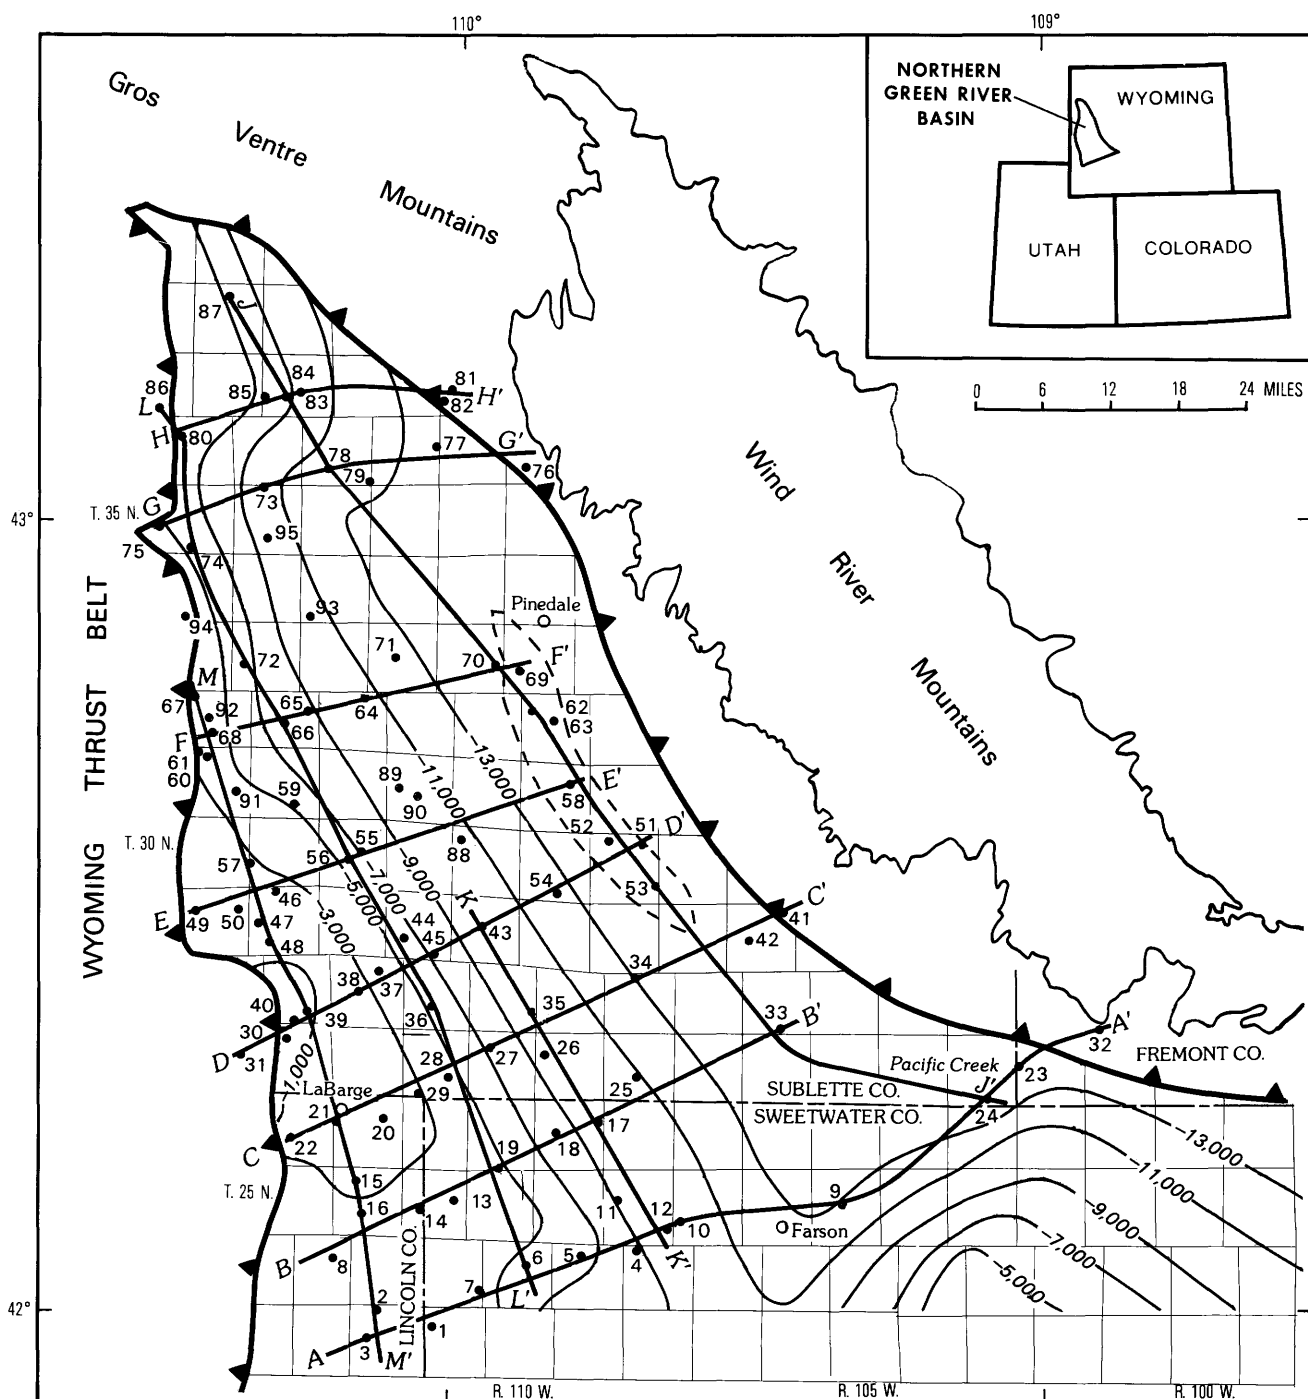 110°
109°
Gros
Ventre
Mountains
NORTHERN
GREEN RIVER
BASIN
WYOMING
UTAH
COLORADO
0 6 12 18 24 MILES
87
J
84
85
83
81
82
H'
86
L
H
80
77
G'
78
79
76
73
G
T. 35 N.
43°
75
74
95
Wind
River
Mountains
94
93
Pinedale
71
72
70
F'
69
M
67
92
65
64
66
62
63
F
68
61
60
-13,000
-11,000
91
59
89
90
E'
58
T. 30 N.
WYOMING THRUST BELT
57
56
55
88
52
51
D'
-9,000
-7,000
-5,000
-3,000
46
54
53
K
C'
E
49
50
47
48
44
45
43
41
42
38
37
34
40
39
36
35
33
B'
30
D
31
-1,000
28
27
26
A'
32
FREMONT CO.
Pacific Creek
23
J'
LaBarge
29
25
SUBLETTE CO.
SWEETWATER CO.
24
21
20
22
C
19
18
17
-13,000
T. 25 N.
15
16
14
13
11
12
10
9
-11,000
Farson
-9,000
B
8
LINCOLN CO.
6
5
4
K'
-7,000
-5,000
7
L'
42°
2
1
A
3
M'
R. 110 W.
R. 105 W.
R. 100 W.